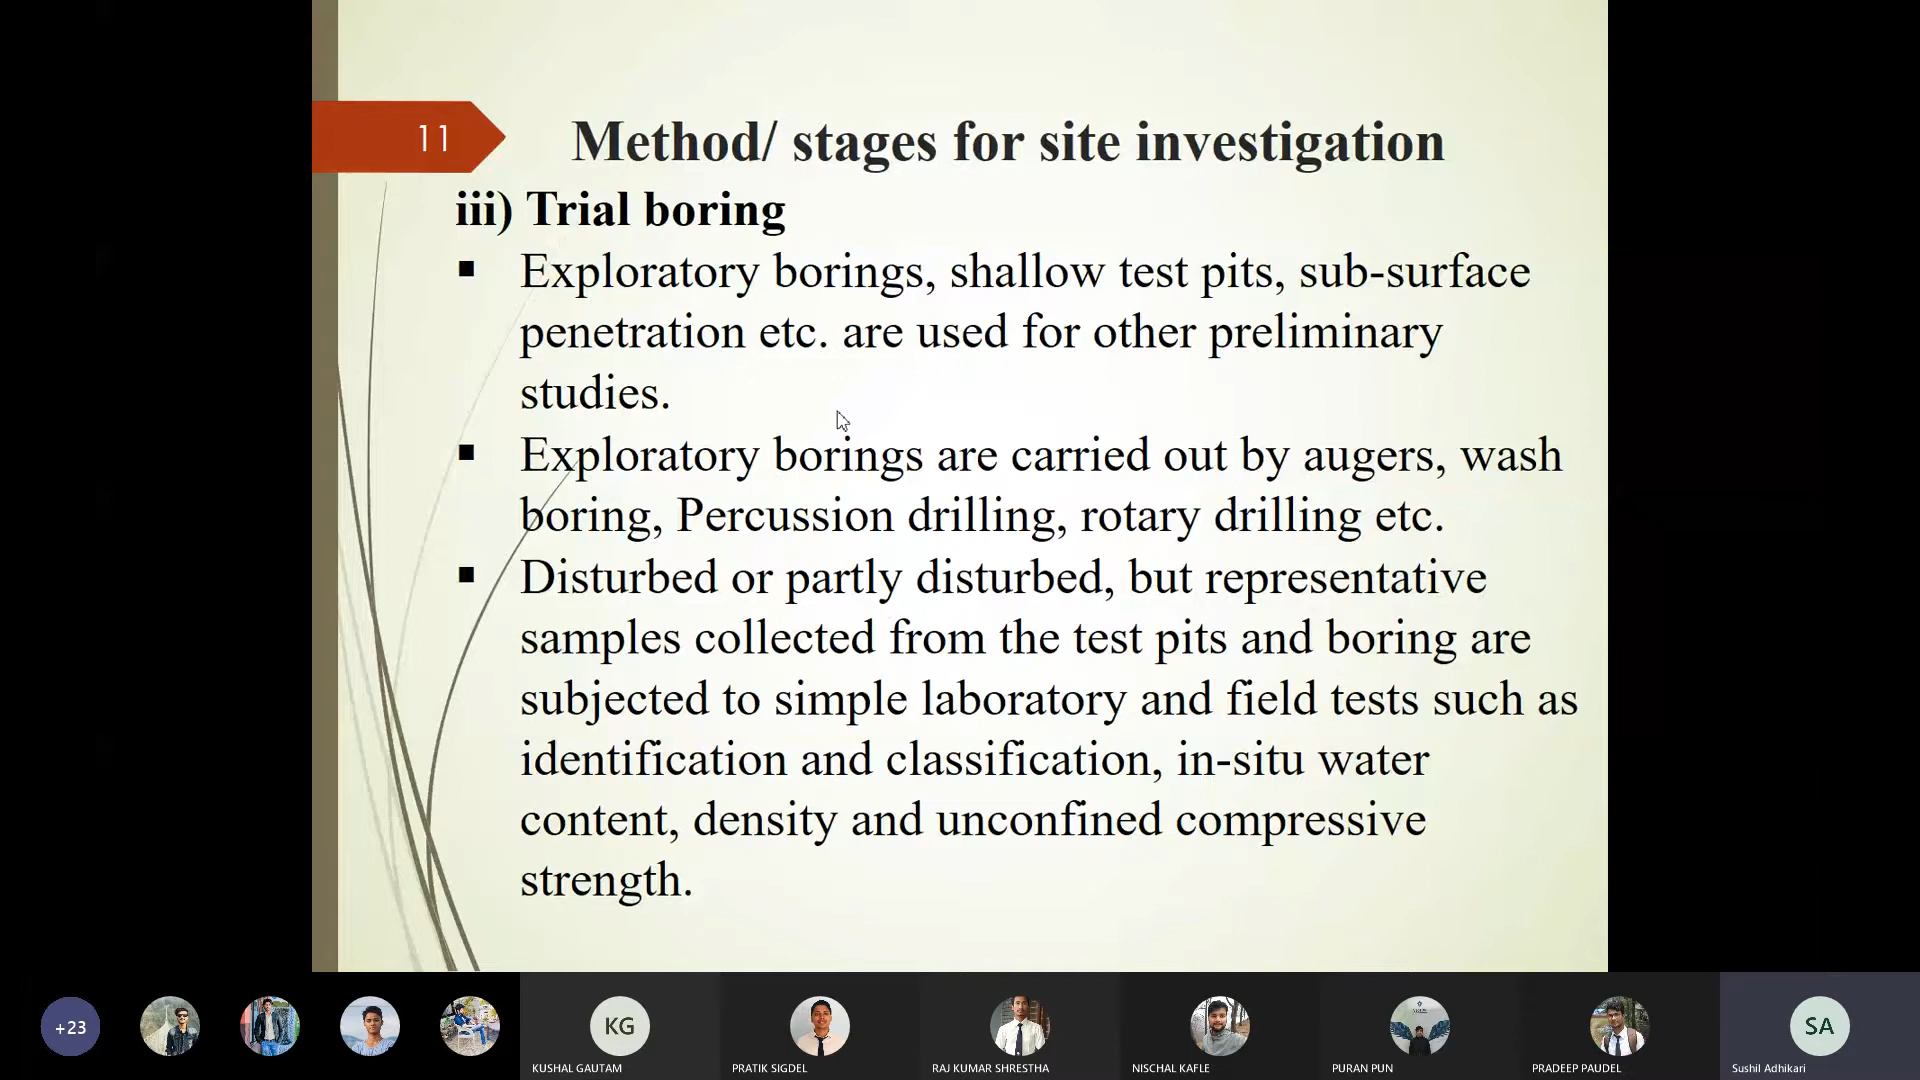 11
Method/ stages for site investigation
iii) Trial boring
▪ Exploratory borings, shallow test pits, sub-surface
penetration etc. are used for other preliminary
studies.
▪ Exploratory borings are carried out by augers, wash
boring, Percussion drilling, rotary drilling etc.
▪ Disturbed or partly disturbed, but representative
samples collected from the test pits and boring are
subjected to simple laboratory and field tests such as
identification and classification, in-situ water
content, density and unconfined compressive
strength.
+23
KG
SA
KUSHAL GAUTAM
PRATIK SIGDEL
RAJ KUMAR SHRESTHA
NISCHAL KAFLE
PURAN PUN
PRADEEP PAUDEL
Sushil Adhikari